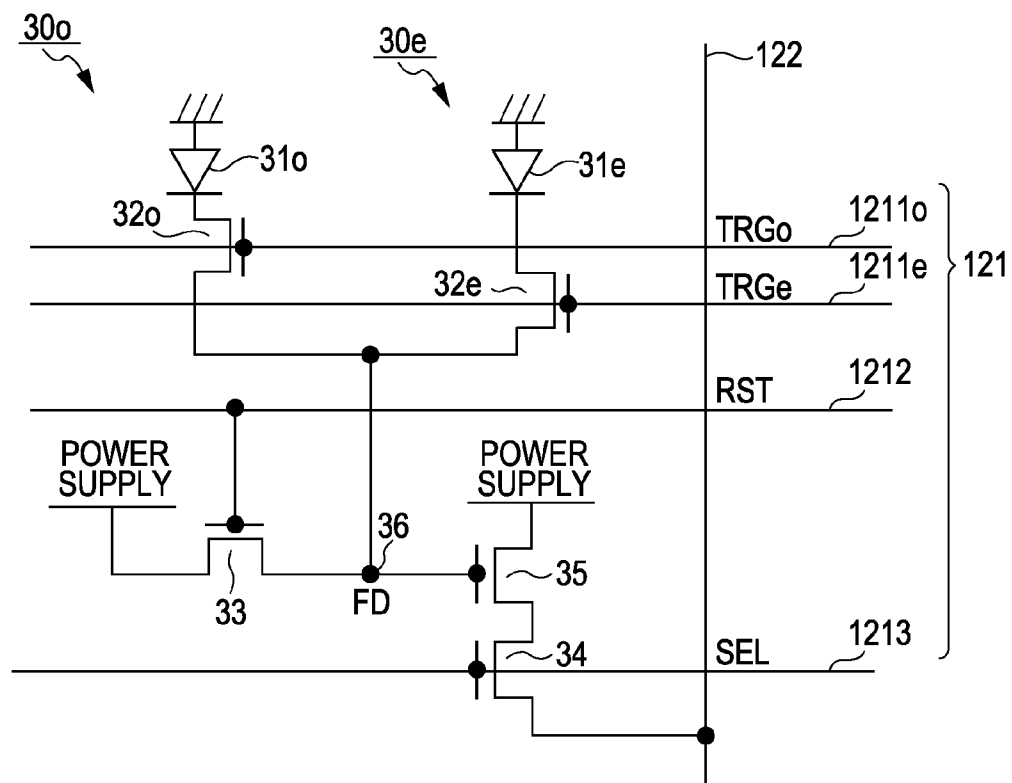 30o
30e
122
31o
31e
32o
TRGo
1211o
32e
TRGe
1211e
121
RST
1212
POWER
SUPPLY
POWER
SUPPLY
36
33
FD
35
34
SEL
1213